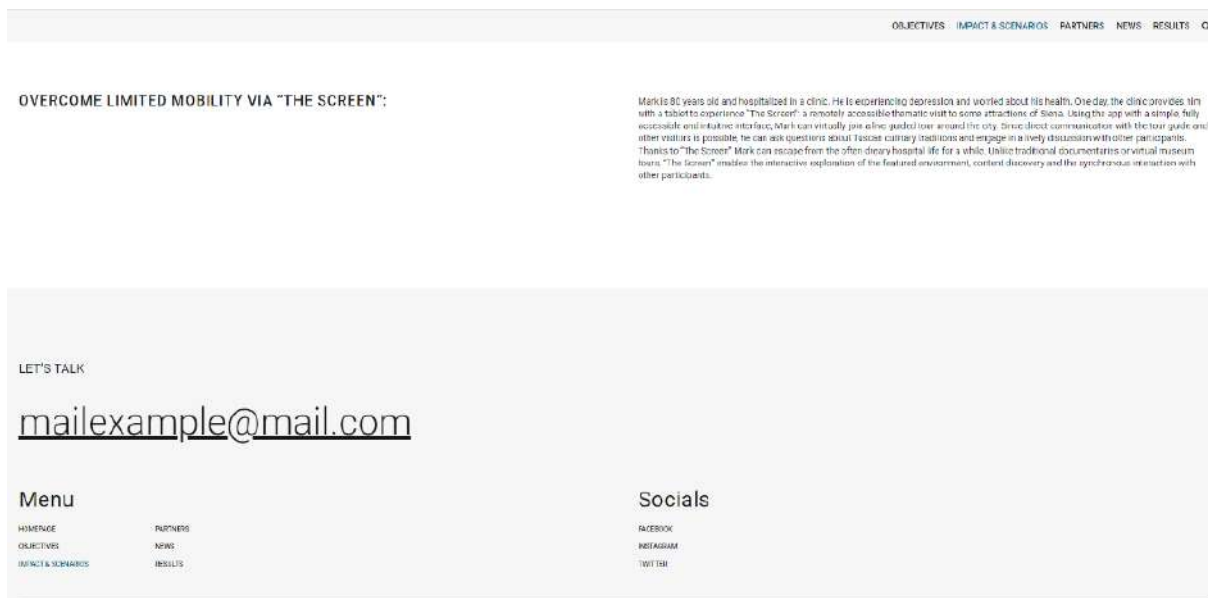 OBJECTIVES IMPACT & SCENARIOS PARTNERS NEWS RESULTS
OVERCOME LIMITED MOBILITY VIA "THE SCREEN":
Mark is 80 years old and hospitalized in a clinic. He is experiencing depression and worried about his health. One day, the clinic provides him
with a tablet to experience "The Screen": a remotely accessible thematic visit to some attractions of Siena. Using the app with a simple, fully
accessible and intuitive interface, Mark can virtually join a live guided tour around the city. Since direct communication with the tour guide and
other visitors is possible, he can ask questions about Tuscan culinary traditions and engage in a lively discussion with other participants.
Thanks to "The Screen" Mark can escape from the often dreary hospital life for a while. Unlike traditional documentaries or virtual museum
tours, "The Screen" enables the interactive exploration of the featured environment, content discovery and the synchronous interaction with
other participants.
LET'S TALK
mailexample@mail.com
Menu
HOMEPAGE PARTNERS
OBJECTIVES NEWS
IMPACT & SCENARIOS RESULTS
Socials
FACEBOOK
INSTAGRAM
TWITTER